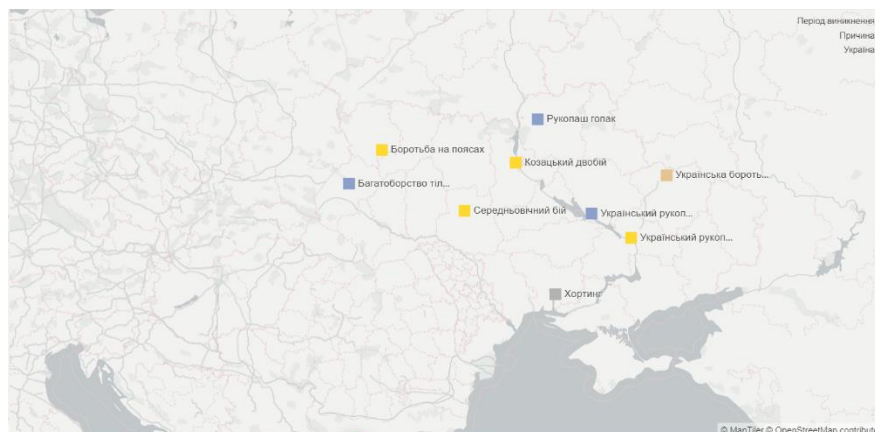 Період виникнення
Причина
Україна
Рукопаш гопак
Боротьба на поясах
Козацький двобій
Українська бороть...
Багатоборство тіл...
Середньовічний бій
Український рукоп...
Український рукоп...
Хортинг
© MapTiler © OpenStreetMap contribut